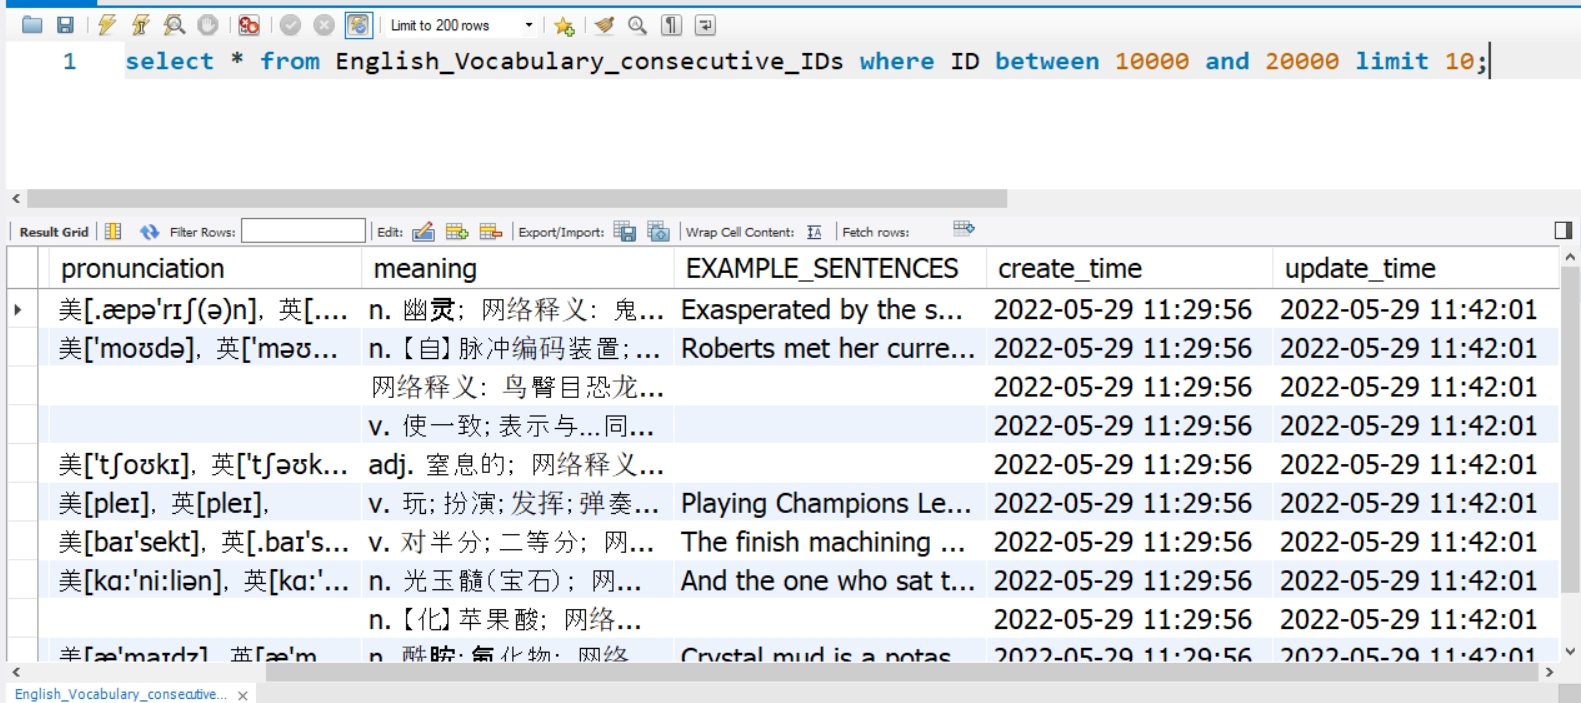 Limit to 200 rows
1 select * from English_Vocabulary_consecutive_IDs where ID between 10000 and 20000 limit 10;
Result Grid Filter Rows: Edit: Export/Import: Wrap Cell Content: Fetch rows:
pronunciation meaning EXAMPLE_SENTENCES create_time update_time
美[.æpə'rɪʃ(ə)n], 英[.... n. 幽灵; 网络释义: 鬼... Exasperated by the s... 2022-05-29 11:29:56 2022-05-29 11:42:01
美['moʊdə], 英['məʊ... n.【自】脉冲编码装置;... Roberts met her curre... 2022-05-29 11:29:56 2022-05-29 11:42:01
网络释义: 鸟臀目恐龙... 2022-05-29 11:29:56 2022-05-29 11:42:01
v. 使一致; 表示与...同... 2022-05-29 11:29:56 2022-05-29 11:42:01
美['tʃoʊkɪ], 英['tʃəʊk... adj. 窒息的; 网络释义... 2022-05-29 11:29:56 2022-05-29 11:42:01
美[pleɪ], 英[pleɪ], v. 玩; 扮演; 发挥; 弹奏... Playing Champions Le... 2022-05-29 11:29:56 2022-05-29 11:42:01
美[baɪ'sekt], 英[.baɪ's... v. 对半分; 二等分; 网... The finish machining ... 2022-05-29 11:29:56 2022-05-29 11:42:01
美[kɑ:'ni:liən], 英[kɑ:'... n. 光玉髓(宝石); 网... And the one who sat t... 2022-05-29 11:29:56 2022-05-29 11:42:01
n.【化】苹果酸; 网络... 2022-05-29 11:29:56 2022-05-29 11:42:01
美[æ'maɪdz], 英[æ'm n. 酰胺; 氨化物; 网络 Crystal mud is a potas 2022-05-29 11:29:56 2022-05-29 11:42:01
English_Vocabulary_consecutive...